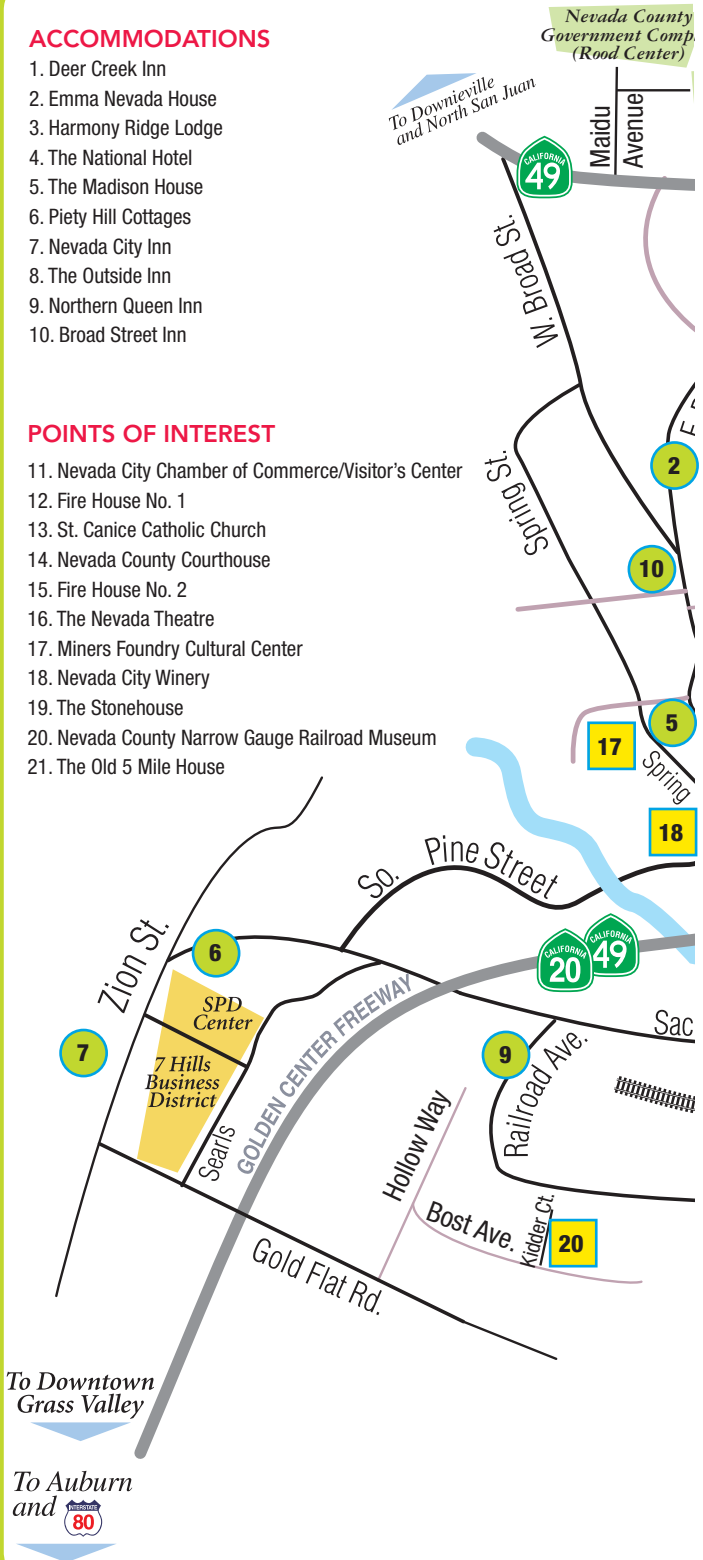 ACCOMMODATIONS
1. Deer Creek Inn
2. Emma Nevada House
3. Harmony Ridge Lodge
4. The National Hotel
5. The Madison House
6. Piety Hill Cottages
7. Nevada City Inn
8. The Outside Inn
9. Northern Queen Inn
10. Broad Street Inn
POINTS OF INTEREST
11. Nevada City Chamber of Commerce/Visitor's Center
12. Fire House No. 1
13. St. Canice Catholic Church
14. Nevada County Courthouse
15. Fire House No. 2
16. The Nevada Theatre
17. Miners Foundry Cultural Center
18. Nevada City Winery
19. The Stonehouse
20. Nevada County Narrow Gauge Railroad Museum
21. The Old 5 Mile House
Nevada County
Government Comp
(Rood Center)
To Downieville
and North San Juan
CALIFORNIA
49
Maidu
Avenue
W. Broad St.
Spring St.
2
10
5
17
Spring
18
So. Pine Street
Zion St.
6
SPD
Center
7
7 Hills
Business
District
Searls
GOLDEN CENTER FREEWAY
CALIFORNIA
20
CALIFORNIA
49
Sac
9
Railroad Ave.
Hollow Way
Bost Ave.
Kidder Ct.
20
Gold Flat Rd.
To Downtown
Grass Valley
To Auburn
and
INTERSTATE
80